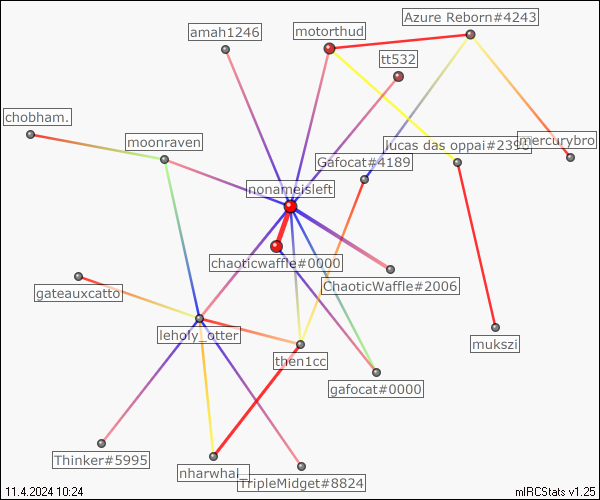 Azure Reborn#4243
amah1246
motorthud
tt532
chobham.
moonraven
lucas das oppai#2390
mercurybro
Gafocat#4189
nonameisleft
chaoticwaffle#0000
ChaoticWaffle#2006
gateauxcatto
leholy_otter
mukszi
then1cc
gafocat#0000
Thinker#5995
nharwhal
TripleMidget#8824
11.4.2024 10:24
mIRCStats v1.25